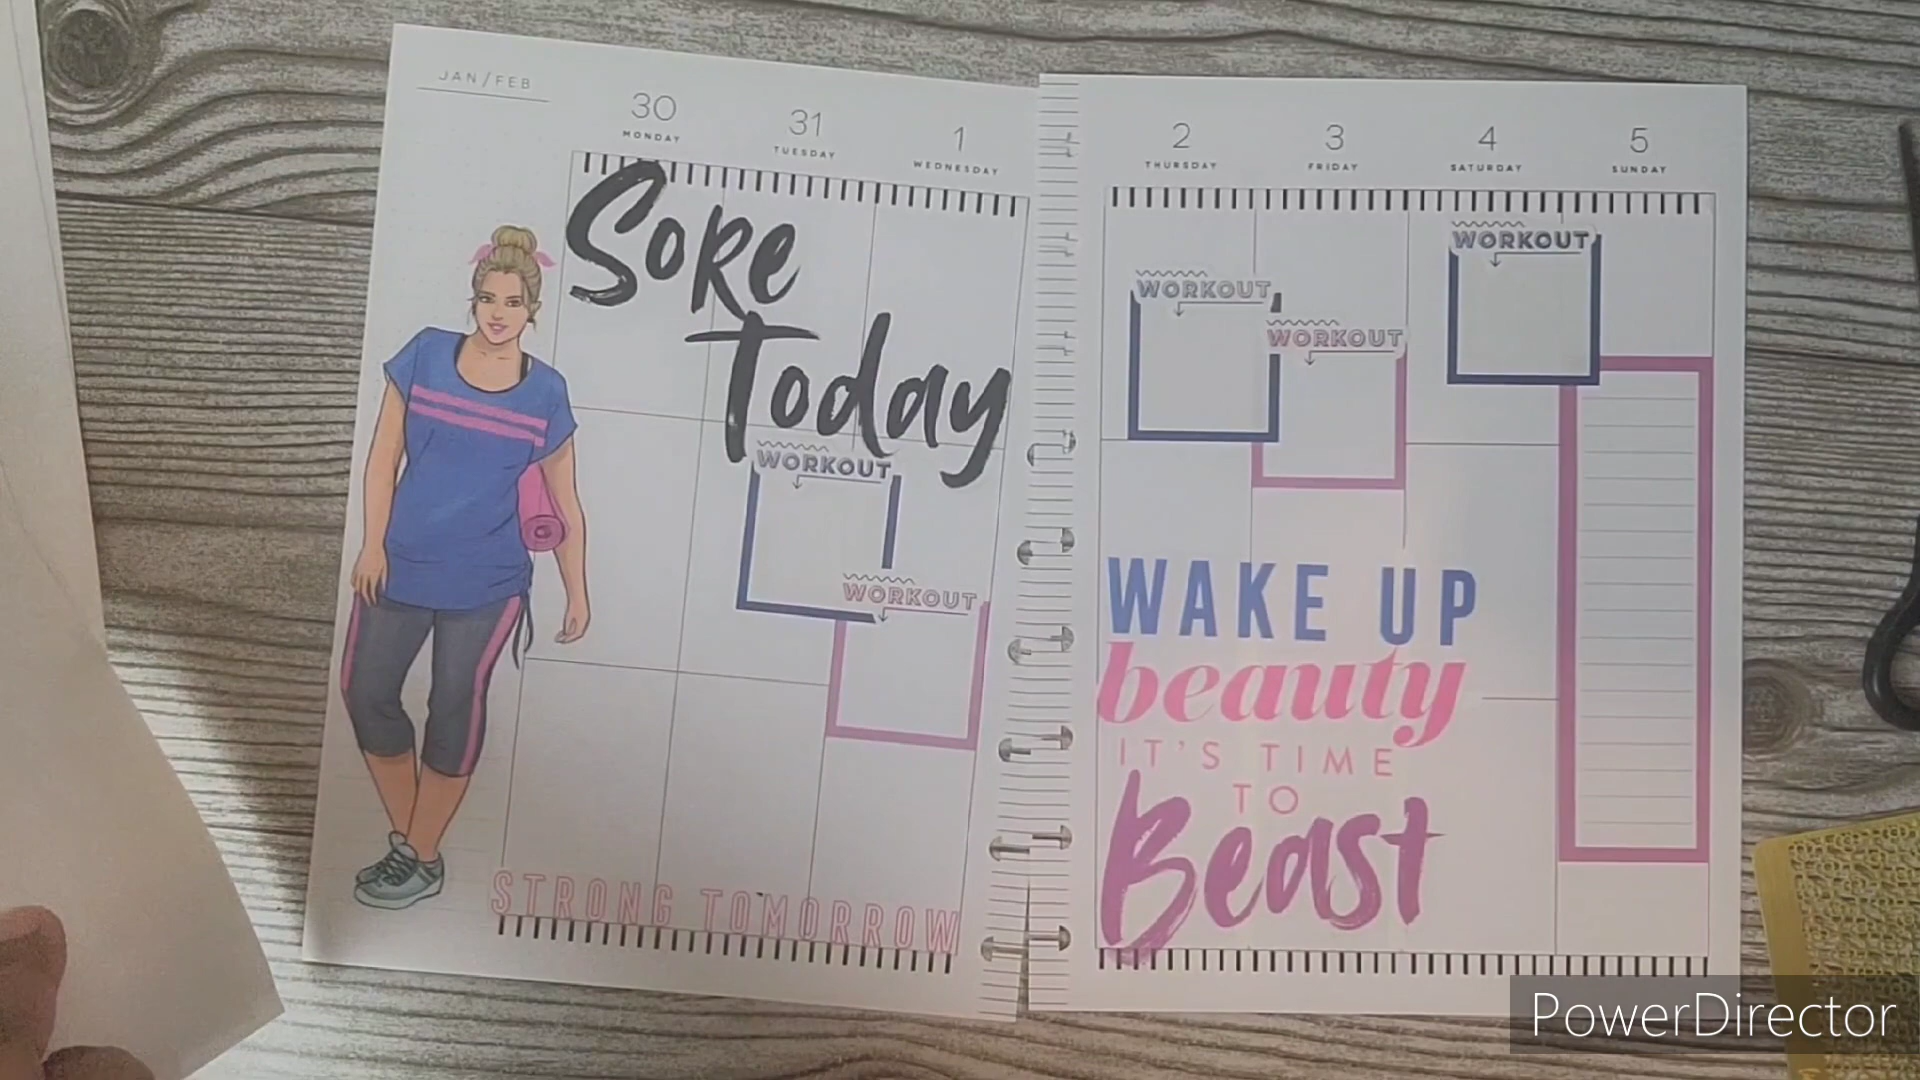 JAN/FEB
30
MONDAY
31
TUESDAY
1
WEDNESDAY
SoRe
Today
WORKOUT
WORKOUT
STRONG TOMORROW
2
THURSDAY
3
FRIDAY
4
SATURDAY
5
SUNDAY
WORKOUT
WORKOUT
WORKOUT
WAKE UP
beauty
IT'S TIME
TO
Beast
PowerDirector